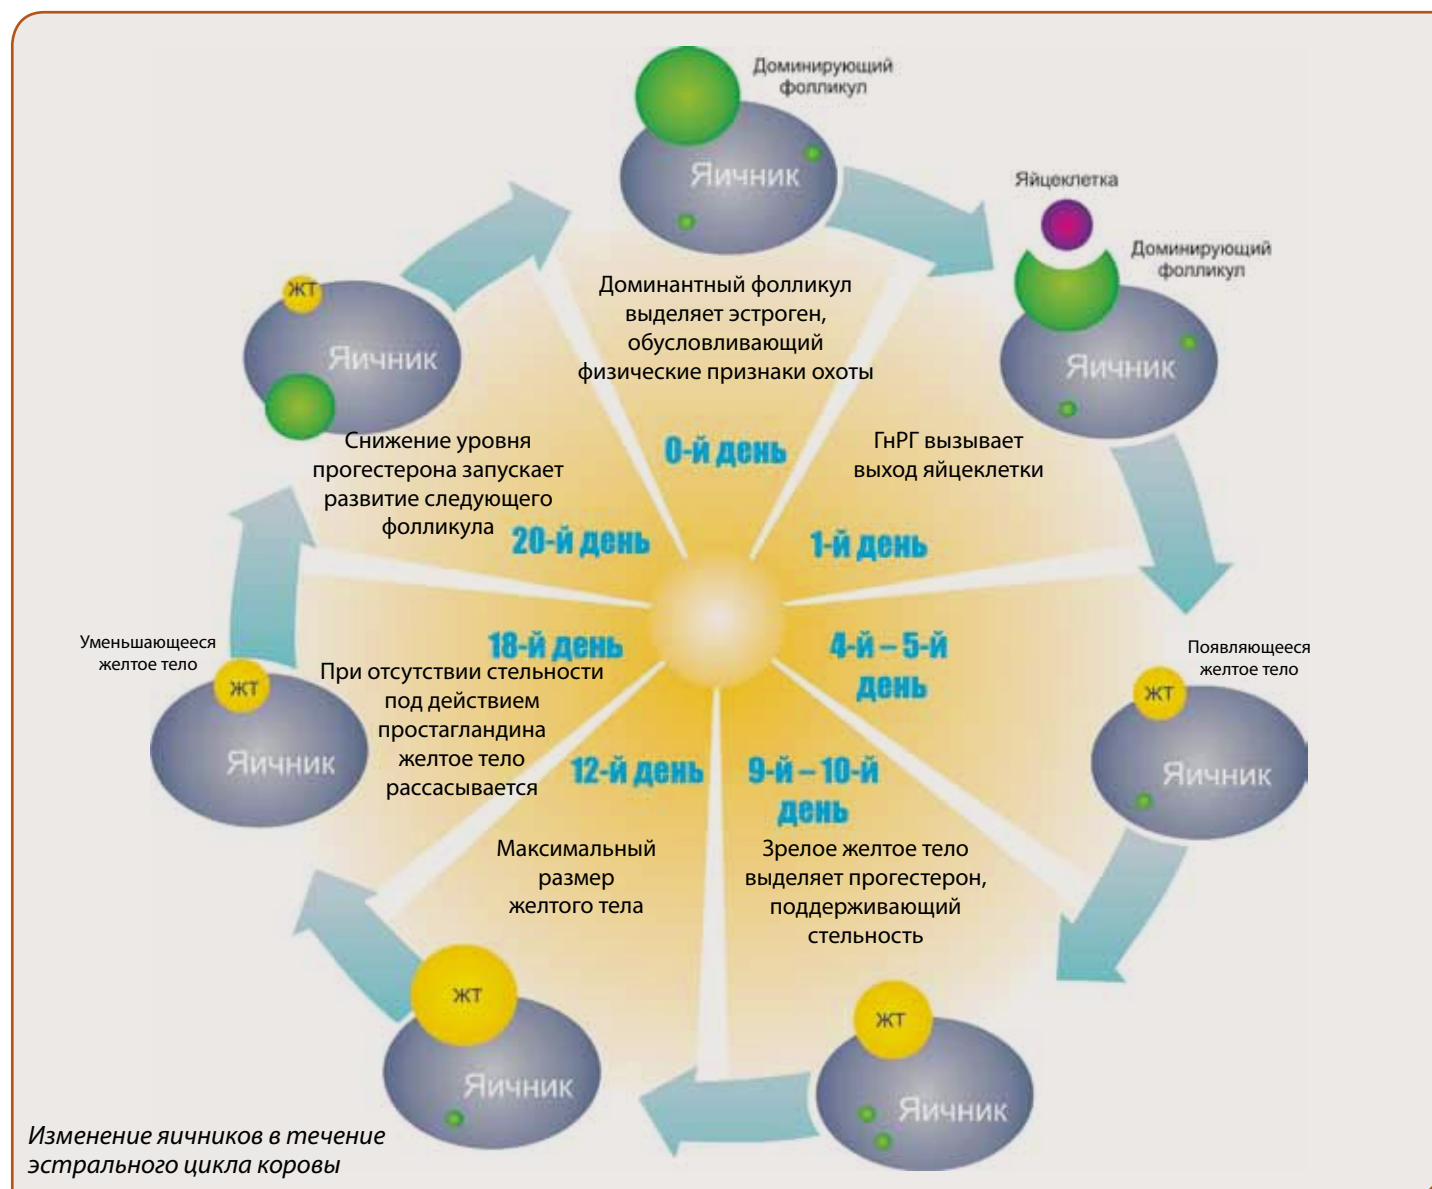 Доминирующий
фолликул
Яичник
Доминантный фолликул
выделяет эстроген,
обусловливающий
физические признаки охоты
0-й день
Яйцеклетка
Доминирующий
фолликул
Яичник
ГнРГ вызывает
выход яйцеклетки
1-й день
4-й – 5-й
день
Появляющееся
желтое тело
ЖТ
Яичник
9-й – 10-й
день
Зрелое желтое тело
выделяет прогестерон,
поддерживающий
стельность
ЖТ
Яичник
12-й день
Максимальный
размер
желтого тела
ЖТ
Яичник
18-й день
При отсутствии стельности
под действием
простагландина
желтое тело
рассасывается
Уменьшающееся
желтое тело
ЖТ
Яичник
ЖТ
Яичник
Снижение уровня
прогестерона запускает
развитие следующего
фолликула
20-й день
Изменение яичников в течение
эстрального цикла коровы